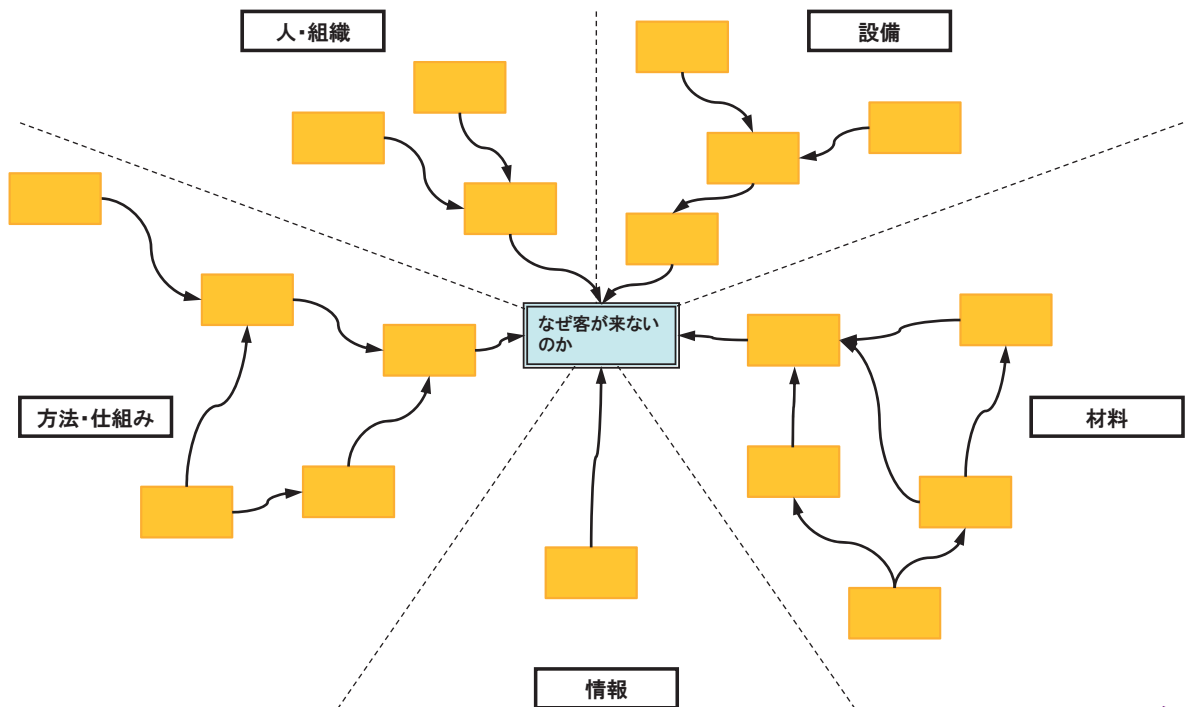 人・組織
設備
なぜ客が来ない
のか
方法・仕組み
材料
情報